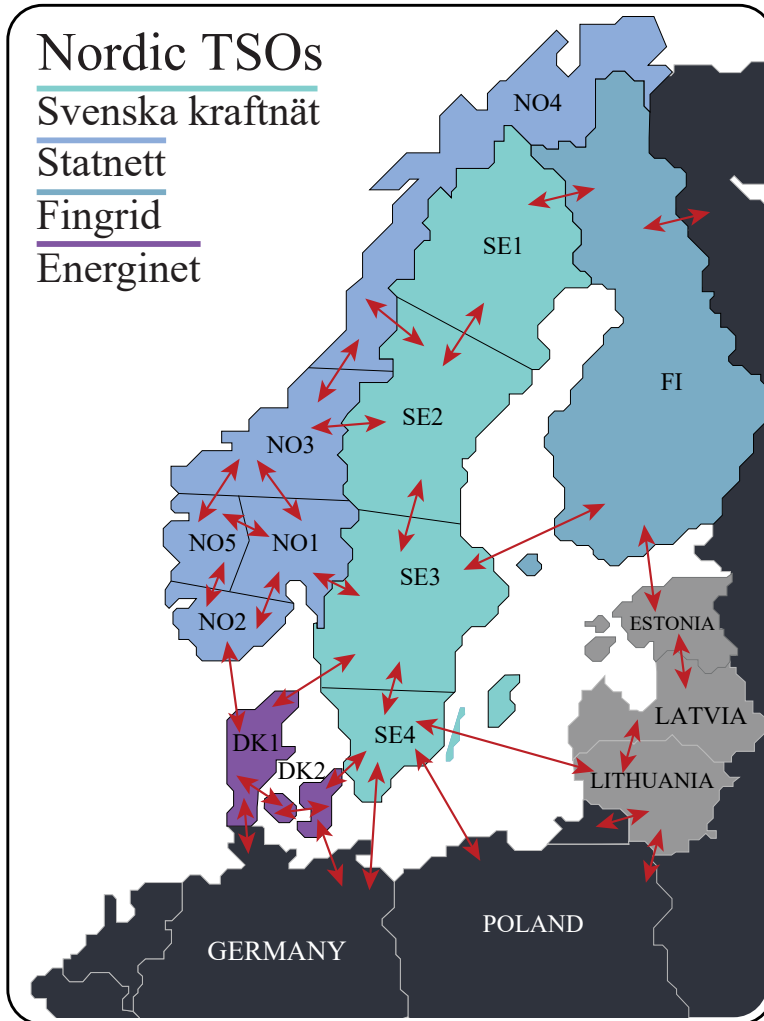 Nordic TSOs
Svenska kraftnät
Statnett
Fingrid
Energinet
NO4
SE1
FI
SE2
NO3
NO5
NO1
SE3
NO2
ESTONIA
LATVIA
DK1
SE4
DK2
LITHUANIA
POLAND
GERMANY